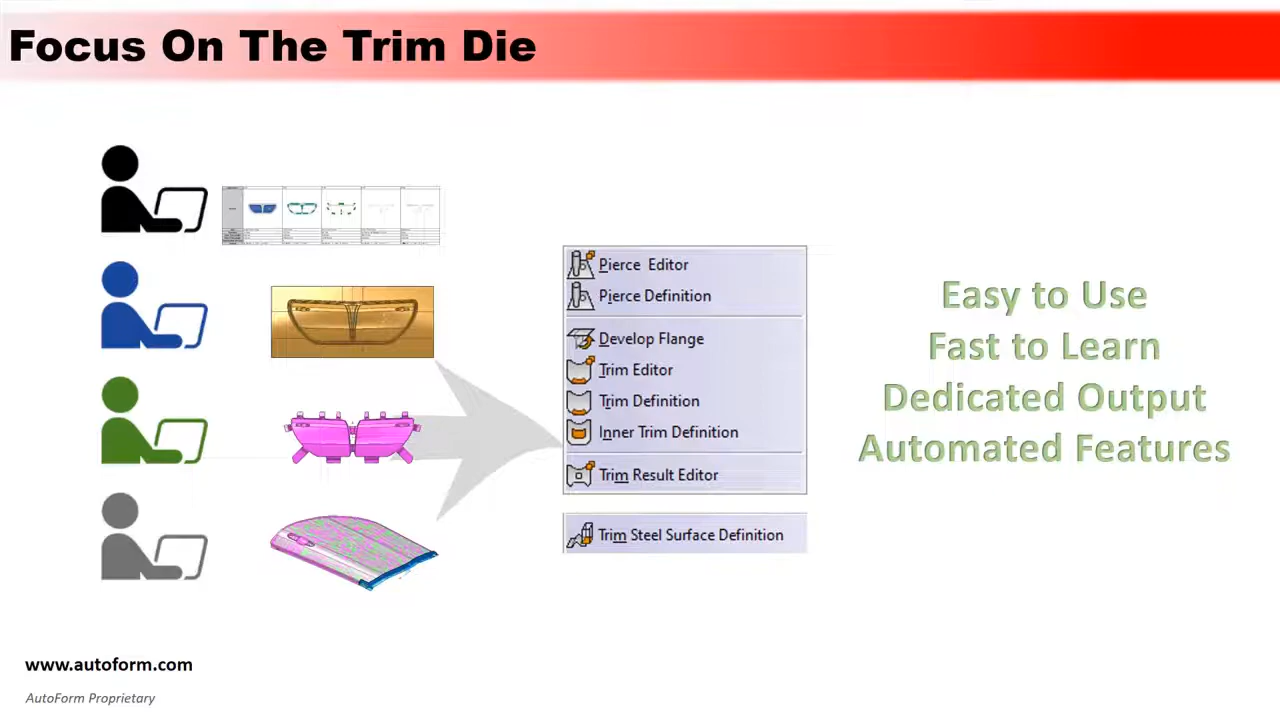 Focus On The Trim Die
Pierce Editor
Pierce Definition
Develop Flange
Trim Editor
Trim Definition
Inner Trim Definition
Trim Result Editor
Trim Steel Surface Definition
Easy to Use
Fast to Learn
Dedicated Output
Automated Features
www.autoform.com
AutoForm Proprietary